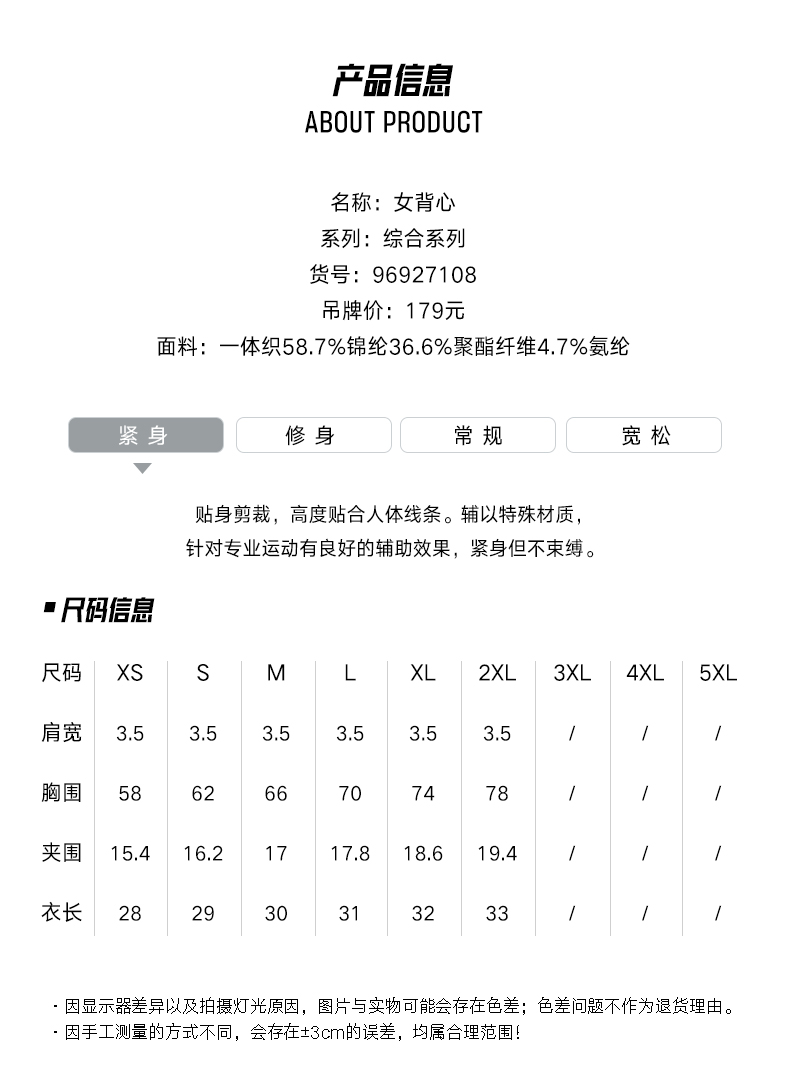 产品信息
ABOUT PRODUCT
名称：女背心
系列：综合系列
货号：96927108
吊牌价：179元
面料：一体织58.7%锦纶36.6%聚酯纤维4.7%氨纶
紧身 修身 常规 宽松
贴身剪裁，高度贴合人体线条。辅以特殊材质，
针对专业运动有良好的辅助效果，紧身但不束缚。
尺码信息
尺码 XS S M L XL 2XL 3XL 4XL 5XL
肩宽 3.5 3.5 3.5 3.5 3.5 3.5 / / /
胸围 58 62 66 70 74 78 / / /
夹围 15.4 16.2 17 17.8 18.6 19.4 / / /
衣长 28 29 30 31 32 33 / / /
·因显示器差异以及拍摄灯光原因，图片与实物可能会存在色差；色差问题不作为退货理由。
·因手工测量的方式不同，会存在±3cm的误差，均属合理范围！